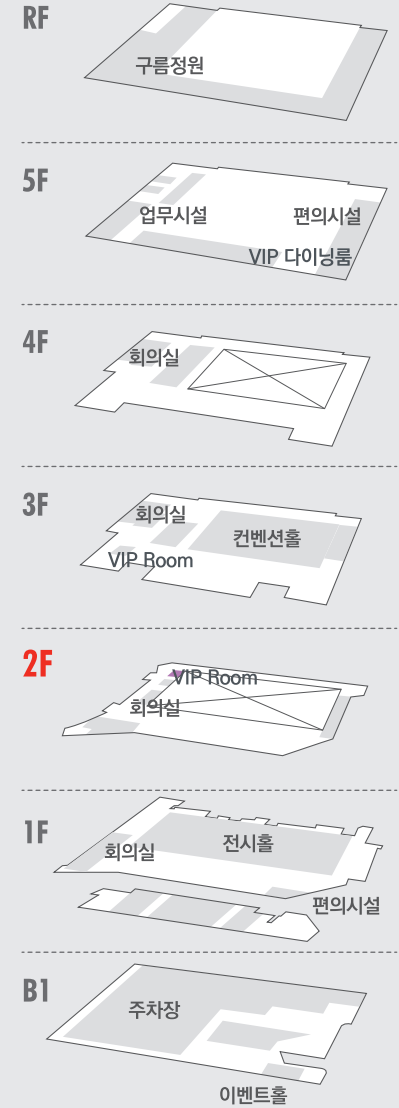 RF
구름정원
5F
업무시설
편의시설
VIP 다이닝룸
4F
회의실
3F
회의실
컨벤션홀
VIP Room
2F
VIP Room
회의실
1F
전시홀
회의실
편의시설
B1
주차장
이벤트홀